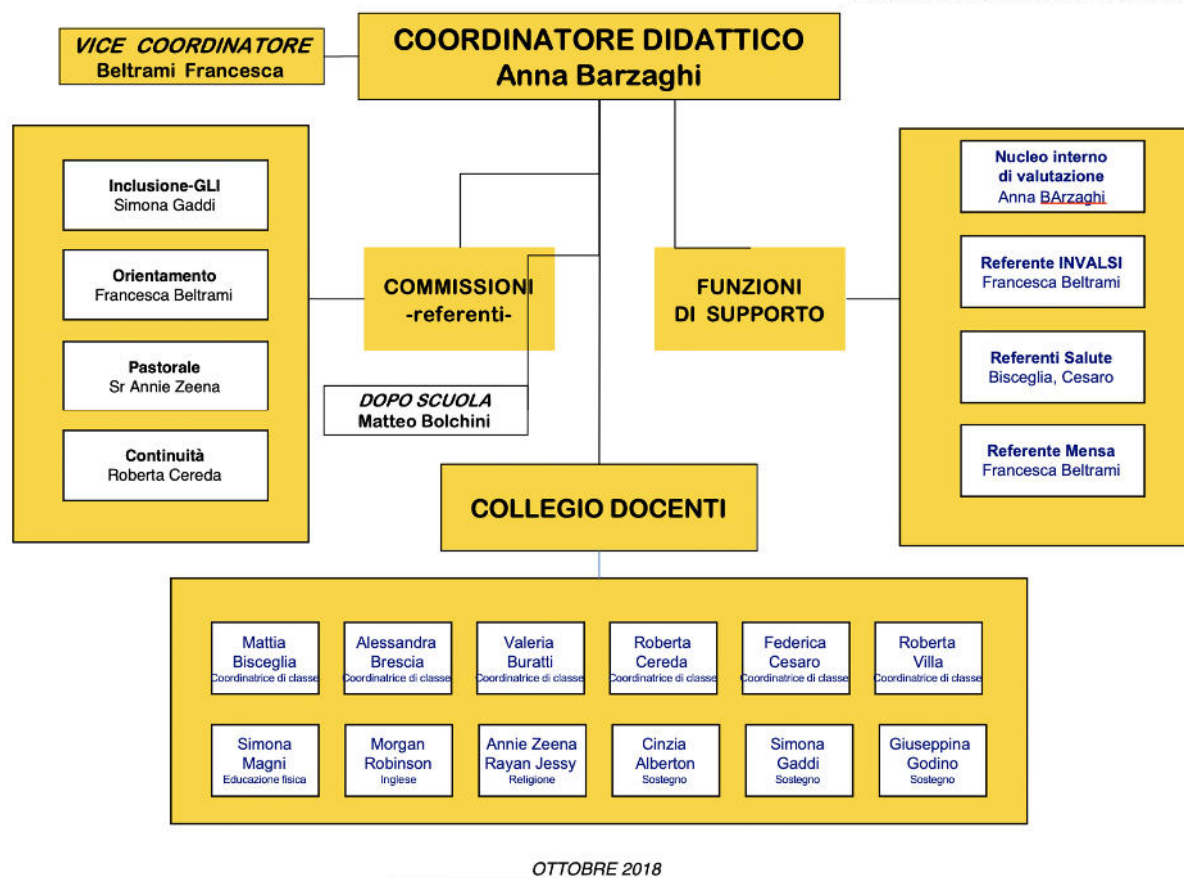 VICE COORDINATORE
Beltrami Francesca
COORDINATORE DIDATTICO
Anna Barzaghi
Inclusione-GLI
Simona Gaddi
Orientamento
Francesca Beltrami
Pastorale
Sr Annie Zeena
Continuità
Roberta Cereda
COMMISSIONI
-referenti-
DOPO SCUOLA
Matteo Bolchini
FUNZIONI
DI SUPPORTO
Nucleo interno
di valutazione
Anna BArzaghi
Referente INVALSI
Francesca Beltrami
Referenti Salute
Bisceglia, Cesaro
Referente Mensa
Francesca Beltrami
COLLEGIO DOCENTI
Mattia
Bisceglia
Coordinatrice di classe
Alessandra
Brescia
Coordinatrice di classe
Valeria
Buratti
Coordinatrice di classe
Roberta
Cereda
Coordinatrice di classe
Federica
Cesaro
Coordinatrice di classe
Roberta
Villa
Coordinatrice di classe
Simona
Magni
Educazione fisica
Morgan
Robinson
Inglese
Annie Zeena
Rayan Jessy
Religione
Cinzia
Alberton
Sostegno
Simona
Gaddi
Sostegno
Giuseppina
Godino
Sostegno
OTTOBRE 2018